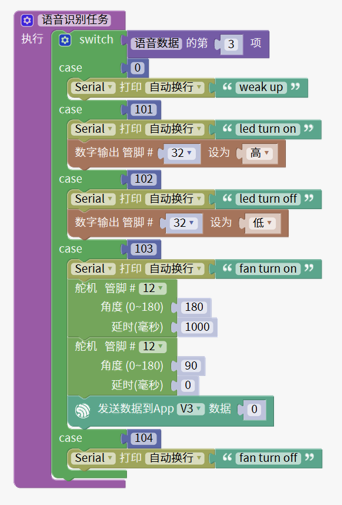 语音识别任务
执行 switch 语音数据 的第 3 项
case 0
Serial 打印 自动换行 “ weak up ”
case 101
Serial 打印 自动换行 “ led turn on ”
数字输出 管脚 # 32 设为 高
case 102
Serial 打印 自动换行 “ led turn off ”
数字输出 管脚 # 32 设为 低
case 103
Serial 打印 自动换行 “ fan turn on ”
舵机 管脚 # 12
角度 (0~180) 180
延时(毫秒) 1000
舵机 管脚 # 12
角度 (0~180) 90
延时(毫秒) 0
发送数据到App V3 数据 0
case 104
Serial 打印 自动换行 “ fan turn off ”